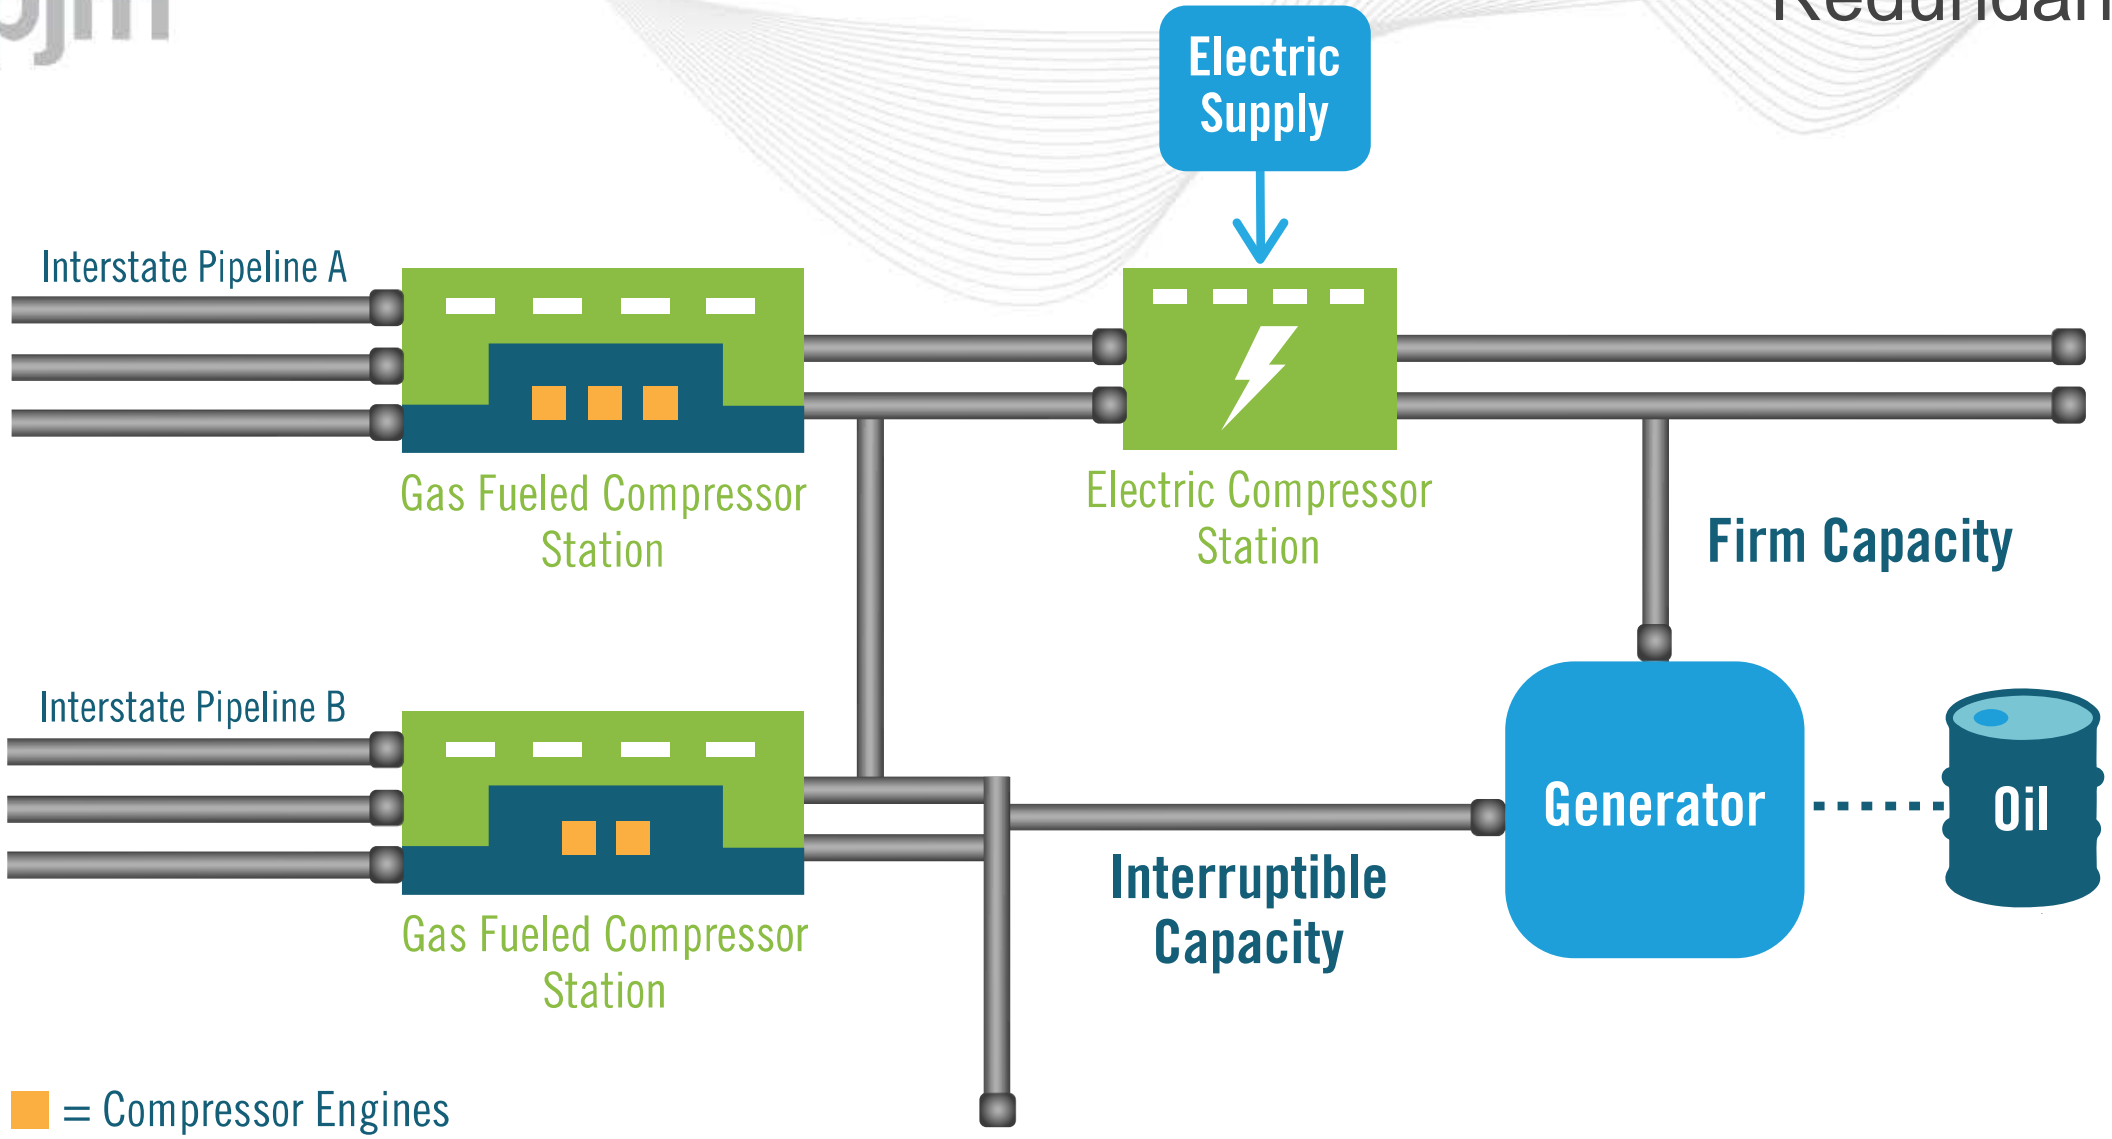 pjm
Electric
Supply
Interstate Pipeline A
Gas Fueled Compressor
Station
Electric Compressor
Station
Firm Capacity
Interstate Pipeline B
Generator
Oil
Interruptible
Capacity
Gas Fueled Compressor
Station
= Compressor Engines